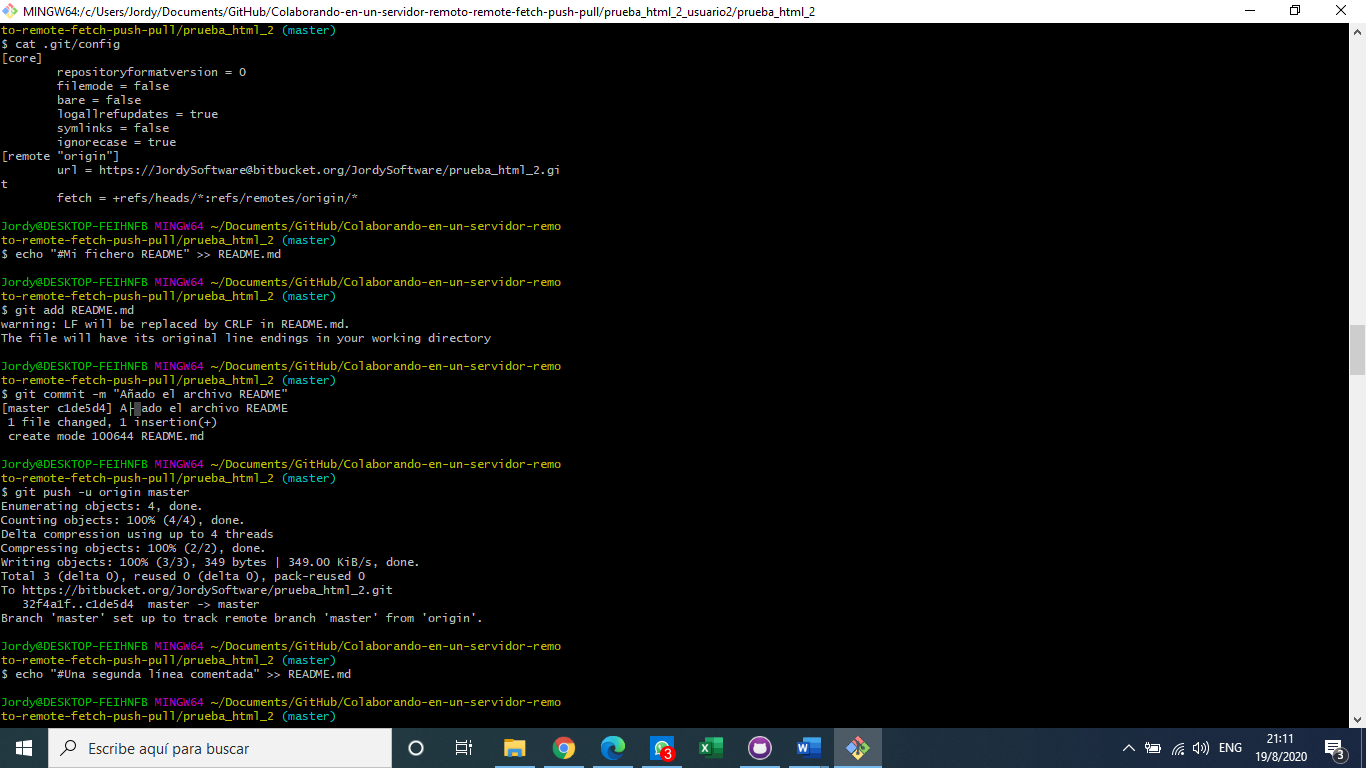 MINGW64:/c/Users/Jordy/Documents/GitHub/Colaborando-en-un-servidor-remoto-remote-fetch-push-pull/prueba_html_2_usuario2/prueba_html_2
to-remote-fetch-push-pull/prueba_html_2 (master)
$ cat .git/config
[core]
repositoryformatversion = 0
filemode = false
bare = false
logallrefupdates = true
symlinks = false
ignorecase = true
[remote "origin"]
url = https://JordySoftware@bitbucket.org/JordySoftware/prueba_html_2.gi
t
fetch = +refs/heads/*:refs/remotes/origin/*
Jordy@DESKTOP-FEIHNFB MINGW64 ~/Documents/GitHub/Colaborando-en-un-servidor-remo
to-remote-fetch-push-pull/prueba_html_2 (master)
$ echo "#Mi fichero README" >> README.md
Jordy@DESKTOP-FEIHNFB MINGW64 ~/Documents/GitHub/Colaborando-en-un-servidor-remo
to-remote-fetch-push-pull/prueba_html_2 (master)
$ git add README.md
warning: LF will be replaced by CRLF in README.md.
The file will have its original line endings in your working directory
Jordy@DESKTOP-FEIHNFB MINGW64 ~/Documents/GitHub/Colaborando-en-un-servidor-remo
to-remote-fetch-push-pull/prueba_html_2 (master)
$ git commit -m "Añado el archivo README"
[master c1de5d4] A├▒ado el archivo README
1 file changed, 1 insertion(+)
create mode 100644 README.md
Jordy@DESKTOP-FEIHNFB MINGW64 ~/Documents/GitHub/Colaborando-en-un-servidor-remo
to-remote-fetch-push-pull/prueba_html_2 (master)
$ git push -u origin master
Enumerating objects: 4, done.
Counting objects: 100% (4/4), done.
Delta compression using up to 4 threads
Compressing objects: 100% (2/2), done.
Writing objects: 100% (3/3), 349 bytes | 349.00 KiB/s, done.
Total 3 (delta 0), reused 0 (delta 0), pack-reused 0
To https://bitbucket.org/JordySoftware/prueba_html_2.git
32f4a1f..c1de5d4  master -> master
Branch 'master' set up to track remote branch 'master' from 'origin'.
Jordy@DESKTOP-FEIHNFB MINGW64 ~/Documents/GitHub/Colaborando-en-un-servidor-remo
to-remote-fetch-push-pull/prueba_html_2 (master)
$ echo "#Una segunda línea comentada" >> README.md
Jordy@DESKTOP-FEIHNFB MINGW64 ~/Documents/GitHub/Colaborando-en-un-servidor-remo
to-remote-fetch-push-pull/prueba_html_2 (master)
Escribe aquí para buscar
3
ENG
21:11
19/8/2020
3